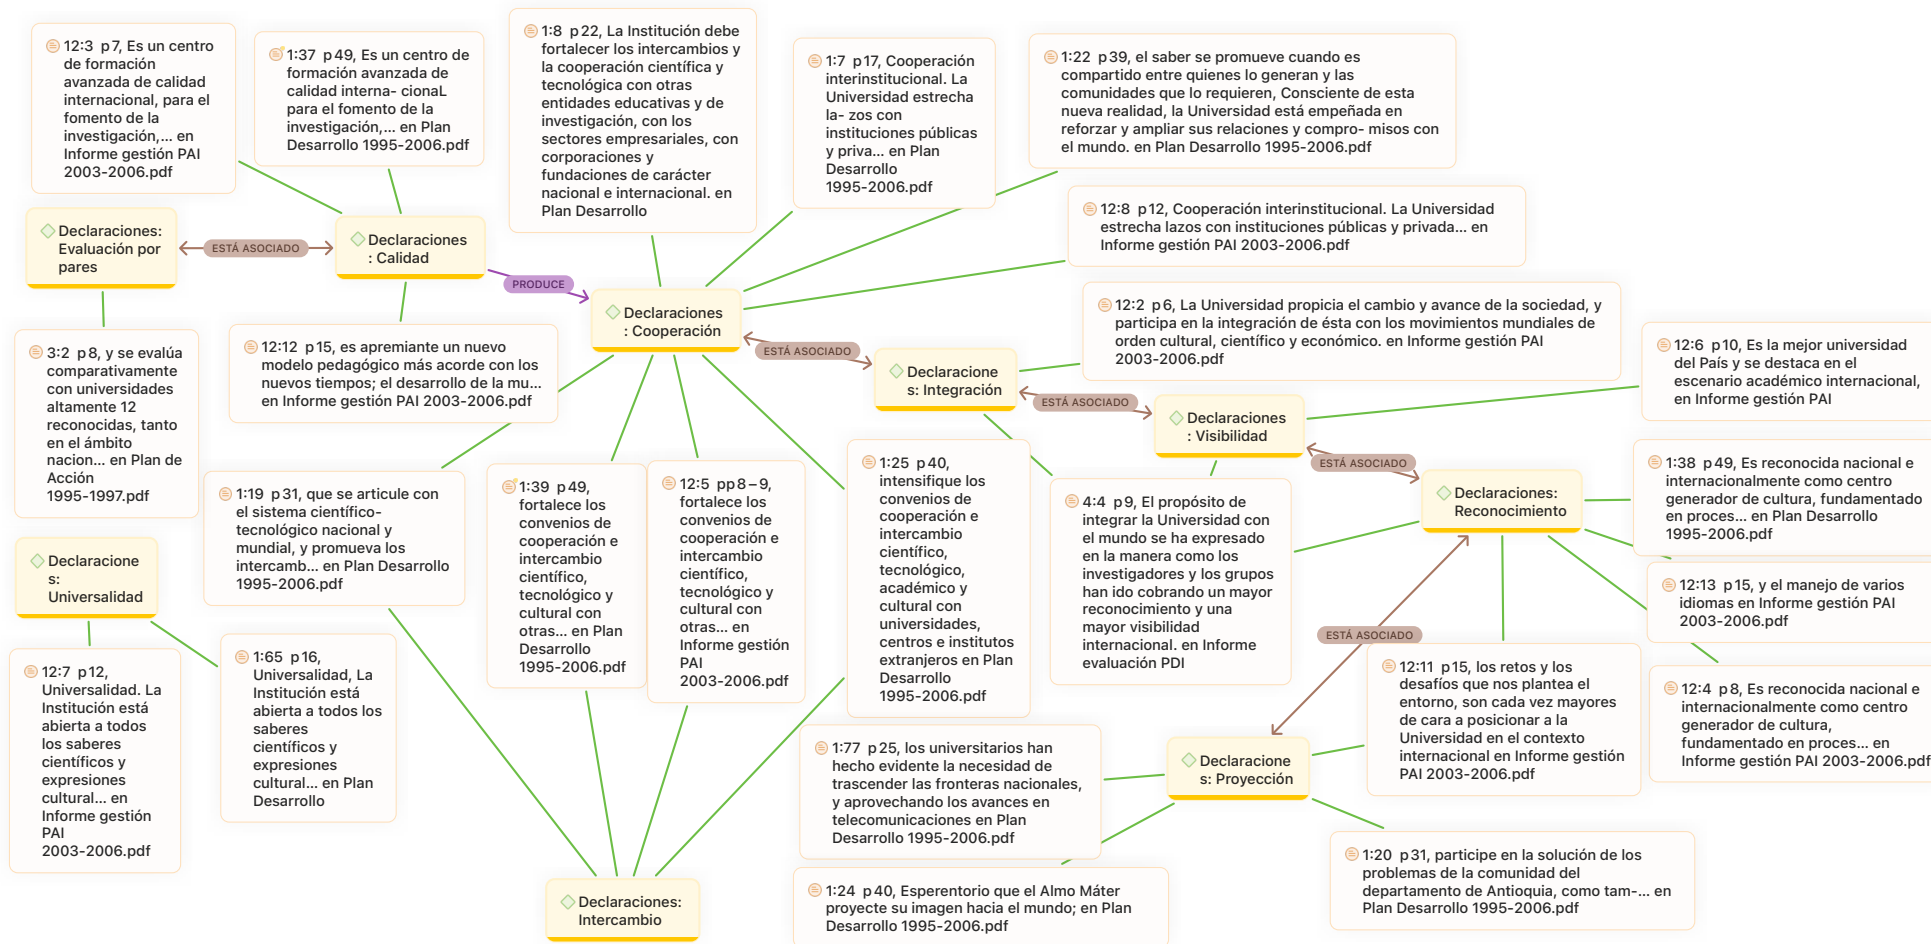 12:3 p 7, Es un centro
de formación
avanzada de calidad
internacional, para el
fomento de la
investigación,... en
Informe gestión PAI
2003-2006.pdf
1:37 p 49, Es un centro de
formación avanzada de
calidad interna- cionaL
para el fomento de la
investigación,... en Plan
Desarrollo 1995-2006.pdf
1:8 p 22, La Institución debe
fortalecer los intercambios y
la cooperación científica y
tecnológica con otras
entidades educativas y de
investigación, con los
sectores empresariales, con
corporaciones y
fundaciones de carácter
nacional e internacional. en
Plan Desarrollo
1:7 p 17, Cooperación
interinstitucional. La
Universidad estrecha
la- zos con
instituciones públicas
y priva... en Plan
Desarrollo
1995-2006.pdf
1:22 p 39, el saber se promueve cuando es
compartido entre quienes lo generan y las
comunidades que lo requieren, Consciente de esta
nueva realidad, la Universidad está empeñada en
reforzar y ampliar sus relaciones y compro- misos con
el mundo. en Plan Desarrollo 1995-2006.pdf
12:8 p 12, Cooperación interinstitucional. La Universidad
estrecha lazos con instituciones públicas y privada... en
Informe gestión PAI 2003-2006.pdf
Declaraciones:
Evaluación por
pares
ESTÁ ASOCIADO
Declaraciones
: Calidad
PRODUCE
Declaraciones
: Cooperación
12:2 p 6, La Universidad propicia el cambio y avance de la sociedad, y
participa en la integración de ésta con los movimientos mundiales de
orden cultural, científico y económico. en Informe gestión PAI
2003-2006.pdf
12:6 p 10, Es la mejor universidad
del País y se destaca en el
escenario académico internacional,
en Informe gestión PAI
3:2 p 8, y se evalúa
comparativamente
con universidades
altamente 12
reconocidas, tanto
en el ámbito
nacion... en Plan de
Acción
1995-1997.pdf
12:12 p 15, es apremiante un nuevo
modelo pedagógico más acorde con los
nuevos tiempos; el desarrollo de la mu...
en Informe gestión PAI 2003-2006.pdf
ESTÁ ASOCIADO
Declaracione
s: Integración
ESTÁ ASOCIADO
Declaraciones
: Visibilidad
ESTÁ ASOCIADO
Declaraciones:
Reconocimiento
1:38 p 49, Es reconocida nacional e
internacionalmente como centro
generador de cultura, fundamentado
en proces... en Plan Desarrollo
1995-2006.pdf
1:19 p 31, que se articule con
el sistema científico-
tecnológico nacional y
mundial, y promueva los
intercamb... en Plan Desarrollo
1995-2006.pdf
1:39 p 49,
fortalece los
convenios de
cooperación e
intercambio
científico,
tecnológico y
cultural con
otras... en Plan
Desarrollo
1995-2006.pdf
12:5 pp 8–9,
fortalece los
convenios de
cooperación e
intercambio
científico,
tecnológico y
cultural con
otras... en
Informe gestión
PAI
2003-2006.pdf
1:25 p 40,
intensifique los
convenios de
cooperación e
intercambio
científico,
tecnológico,
académico y
cultural con
universidades,
centros e institutos
extranjeros en Plan
Desarrollo
1995-2006.pdf
4:4 p 9, El propósito de
integrar la Universidad con
el mundo se ha expresado
en la manera como los
investigadores y los grupos
han ido cobrando un mayor
reconocimiento y una
mayor visibilidad
internacional. en Informe
evaluación PDI
12:13 p 15, y el manejo de varios
idiomas en Informe gestión PAI
2003-2006.pdf
Declaracione
s:
Universalidad
12:7 p 12,
Universalidad. La
Institución está
abierta a todos
los saberes
científicos y
expresiones
cultural... en
Informe gestión
PAI
2003-2006.pdf
1:65 p 16,
Universalidad, La
Institución está
abierta a todos los
saberes
científicos y
expresiones
cultural... en Plan
Desarrollo
ESTÁ ASOCIADO
12:11 p 15, los retos y los
desafíos que nos plantea el
entorno, son cada vez mayores
de cara a posicionar a la
Universidad en el contexto
internacional en Informe gestión
PAI 2003-2006.pdf
12:4 p 8, Es reconocida nacional e
internacionalmente como centro
generador de cultura,
fundamentado en proces... en
Informe gestión PAI 2003-2006.pdf
1:77 p 25, los universitarios han
hecho evidente la necesidad de
trascender las fronteras nacionales,
y aprovechando los avances en
telecomunicaciones en Plan
Desarrollo 1995-2006.pdf
Declaracione
s: Proyección
1:20 p 31, participe en la solución de los
problemas de la comunidad del
departamento de Antioquia, como tam-... en
Plan Desarrollo 1995-2006.pdf
1:24 p 40, Esperentorio que el Almo Máter
proyecte su imagen hacia el mundo; en Plan
Desarrollo 1995-2006.pdf
Declaraciones:
Intercambio